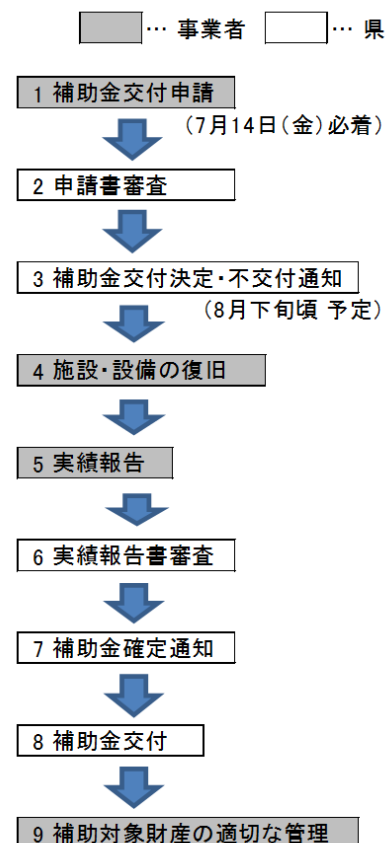 … 事業者 … 県
1 補助金交付申請
(7月14日(金)必着)
2 申請書審査
3 補助金交付決定・不交付通知
(8月下旬頃 予定)
4 施設・設備の復旧
5 実績報告
6 実績報告書審査
7 補助金確定通知
8 補助金交付
9 補助対象財産の適切な管理